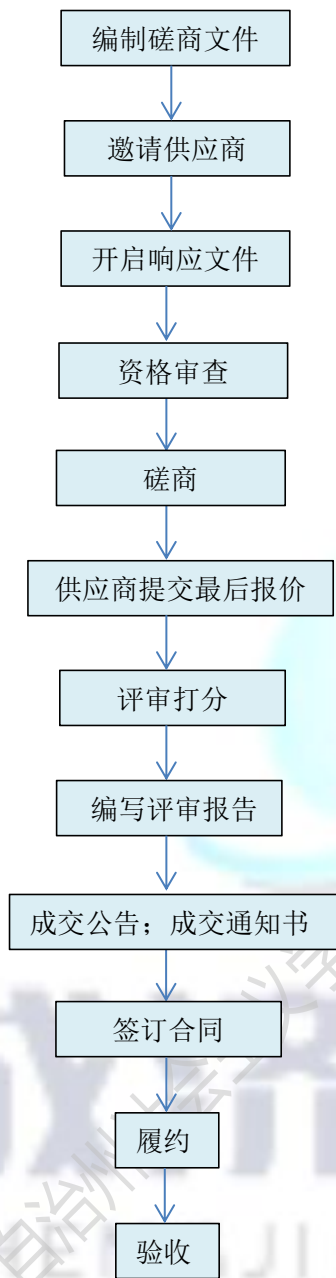 编制磋商文件
邀请供应商
开启响应文件
资格审查
磋商
供应商提交最后报价
评审打分
编写评审报告
成交公告；成交通知书
签订合同
履约
验收